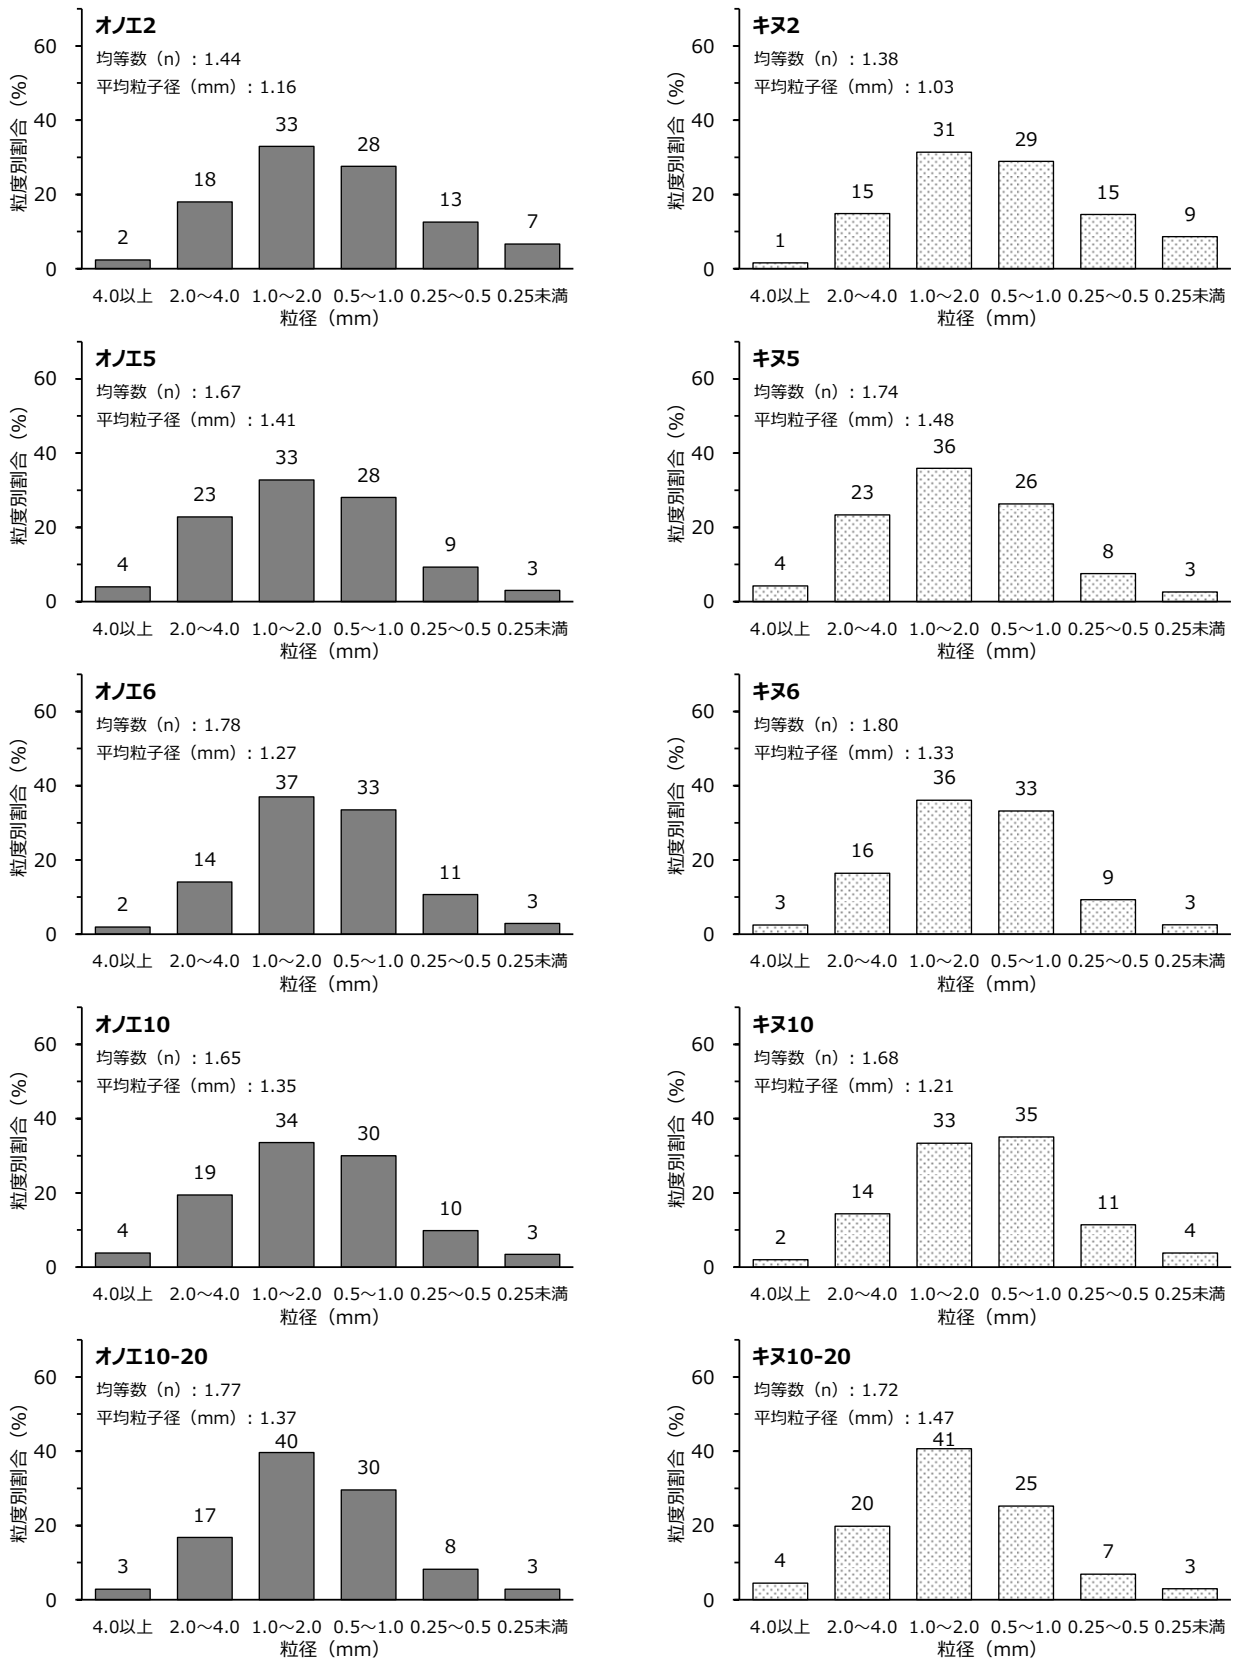 オノエ2
均等数（n）: 1.44
平均粒子径（mm）: 1.16
粒度別割合（%）
60
40
20
0
2
18
33
28
13
7
4.0以上 2.0～4.0 1.0～2.0 0.5～1.0 0.25～0.5 0.25未満
粒径（mm）
キヌ2
均等数（n）: 1.38
平均粒子径（mm）: 1.03
粒度別割合（%）
60
40
20
0
1
15
31
29
15
9
4.0以上 2.0～4.0 1.0～2.0 0.5～1.0 0.25～0.5 0.25未満
粒径（mm）
オノエ5
均等数（n）: 1.67
平均粒子径（mm）: 1.41
粒度別割合（%）
60
40
20
0
4
23
33
28
9
3
4.0以上 2.0～4.0 1.0～2.0 0.5～1.0 0.25～0.5 0.25未満
粒径（mm）
キヌ5
均等数（n）: 1.74
平均粒子径（mm）: 1.48
粒度別割合（%）
60
40
20
0
4
23
36
26
8
3
4.0以上 2.0～4.0 1.0～2.0 0.5～1.0 0.25～0.5 0.25未満
粒径（mm）
オノエ6
均等数（n）: 1.78
平均粒子径（mm）: 1.27
粒度別割合（%）
60
40
20
0
2
14
37
33
11
3
4.0以上 2.0～4.0 1.0～2.0 0.5～1.0 0.25～0.5 0.25未満
粒径（mm）
キヌ6
均等数（n）: 1.80
平均粒子径（mm）: 1.33
粒度別割合（%）
60
40
20
0
3
16
36
33
9
3
4.0以上 2.0～4.0 1.0～2.0 0.5～1.0 0.25～0.5 0.25未満
粒径（mm）
オノエ10
均等数（n）: 1.65
平均粒子径（mm）: 1.35
粒度別割合（%）
60
40
20
0
4
19
34
30
10
3
4.0以上 2.0～4.0 1.0～2.0 0.5～1.0 0.25～0.5 0.25未満
粒径（mm）
キヌ10
均等数（n）: 1.68
平均粒子径（mm）: 1.21
粒度別割合（%）
60
40
20
0
2
14
33
35
11
4
4.0以上 2.0～4.0 1.0～2.0 0.5～1.0 0.25～0.5 0.25未満
粒径（mm）
オノエ10-20
均等数（n）: 1.77
平均粒子径（mm）: 1.37
粒度別割合（%）
60
40
20
0
3
17
40
30
8
3
4.0以上 2.0～4.0 1.0～2.0 0.5～1.0 0.25～0.5 0.25未満
粒径（mm）
キヌ10-20
均等数（n）: 1.72
平均粒子径（mm）: 1.47
粒度別割合（%）
60
40
20
0
4
20
41
25
7
3
4.0以上 2.0～4.0 1.0～2.0 0.5～1.0 0.25～0.5 0.25未満
粒径（mm）